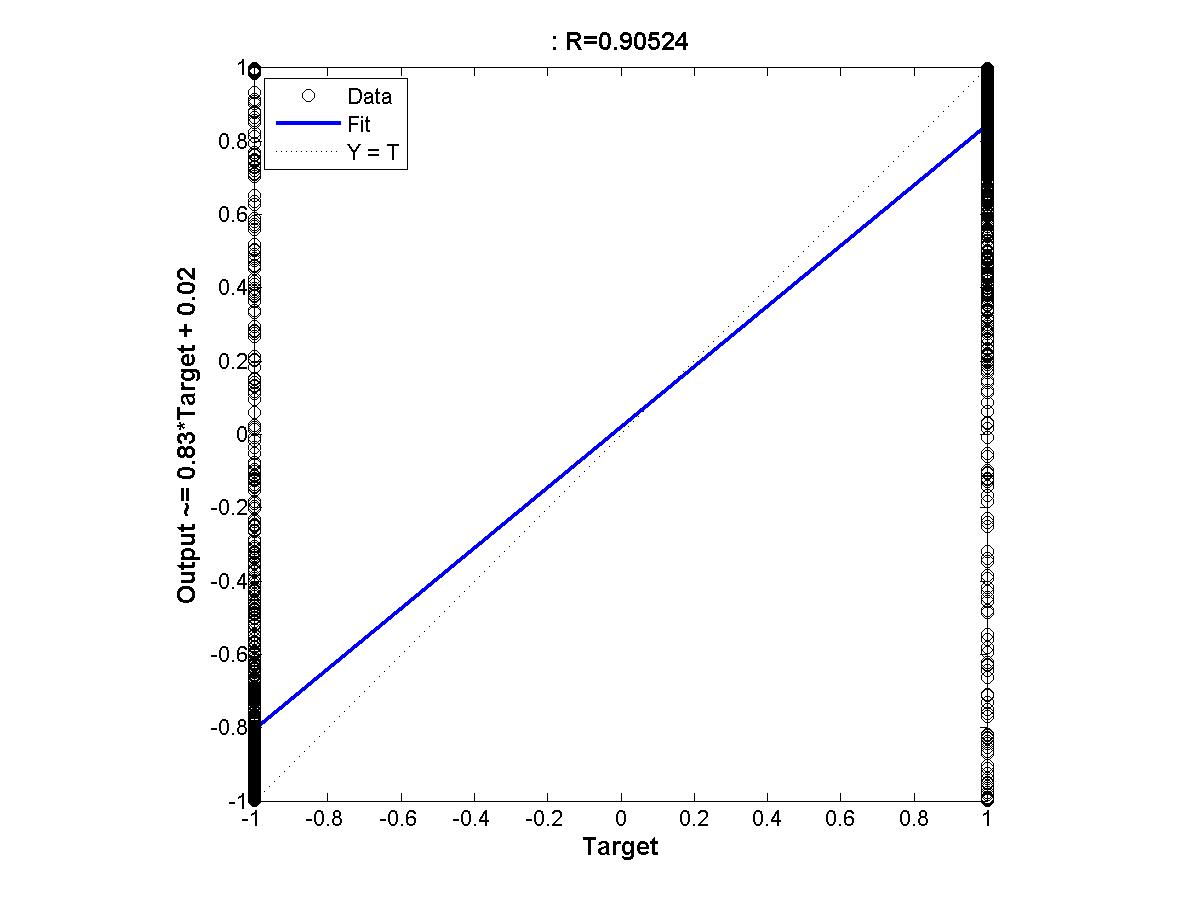 : R=0.90524
Data
Fit
Y = T
1
0.8
0.6
0.4
0.2
0
-0.2
-0.4
-0.6
-0.8
-1
Output ~= 0.83*Target + 0.02
-1 -0.8 -0.6 -0.4 -0.2 0 0.2 0.4 0.6 0.8 1
Target